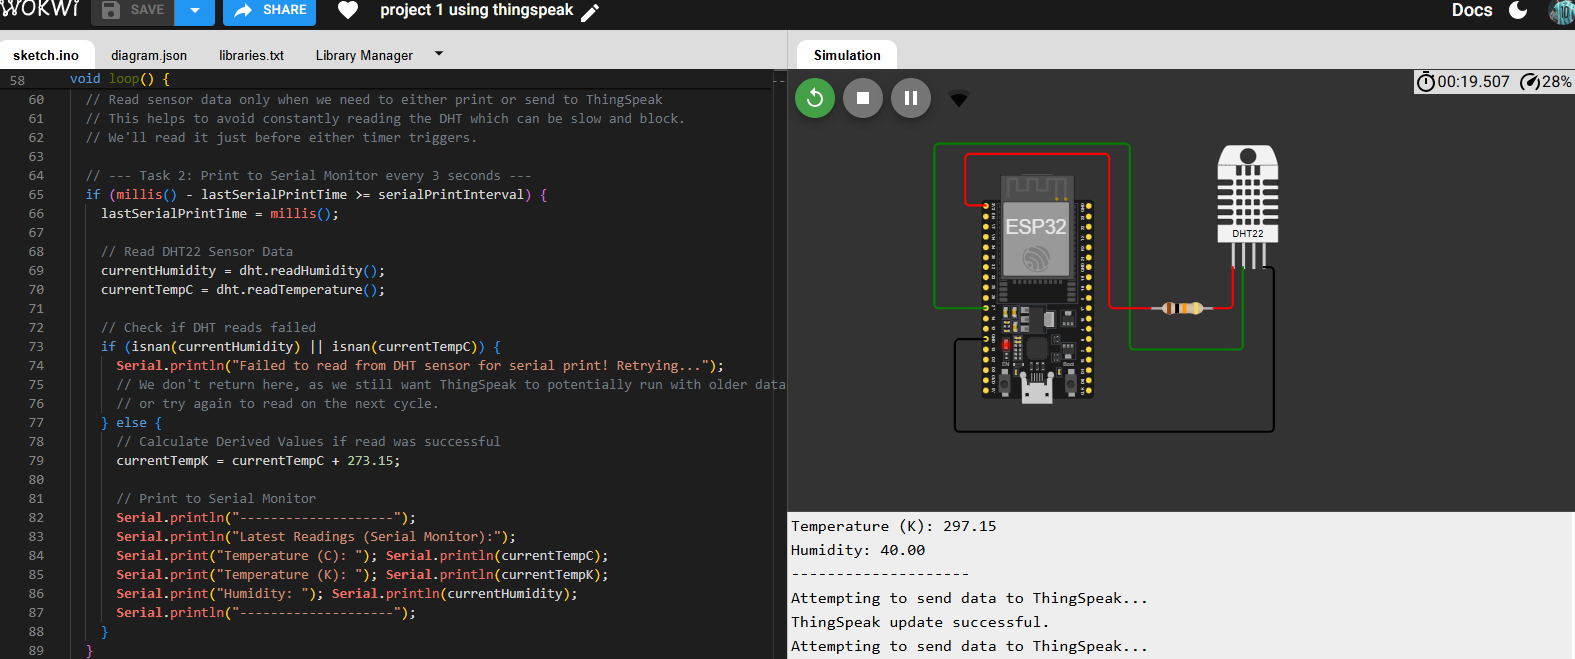 WOKWI SAVE SHARE project 1 using thingspeak Docs
sketch.ino diagram.json libraries.txt Library Manager
Simulation
00:19.507 28%
58 void loop() {
60 // Read sensor data only when we need to either print or send to ThingSpeak
61 // This helps to avoid constantly reading the DHT which can be slow and block.
62 // We'll read it just before either timer triggers.
63
64 // --- Task 2: Print to Serial Monitor every 3 seconds ---
65 if (millis() - lastSerialPrintTime >= serialPrintInterval) {
66 lastSerialPrintTime = millis();
67
68 // Read DHT22 Sensor Data
69 currentHumidity = dht.readHumidity();
70 currentTempC = dht.readTemperature();
71
72 // Check if DHT reads failed
73 if (isnan(currentHumidity) || isnan(currentTempC)) {
74 Serial.println("Failed to read from DHT sensor for serial print! Retrying...");
75 // We don't return here, as we still want ThingSpeak to potentially run with older data
76 // or try again to read on the next cycle.
77 } else {
78 // Calculate Derived Values if read was successful
79 currentTempK = currentTempC + 273.15;
80
81 // Print to Serial Monitor
82 Serial.println("--------------------");
83 Serial.println("Latest Readings (Serial Monitor):");
84 Serial.print("Temperature (C): "); Serial.println(currentTempC);
85 Serial.print("Temperature (K): "); Serial.println(currentTempK);
86 Serial.print("Humidity: "); Serial.println(currentHumidity);
87 Serial.println("--------------------");
88 }
89 }
ESP32
DHT22
Temperature (K): 297.15
Humidity: 40.00
--------------------
Attempting to send data to ThingSpeak...
ThingSpeak update successful.
Attempting to send data to ThingSpeak...